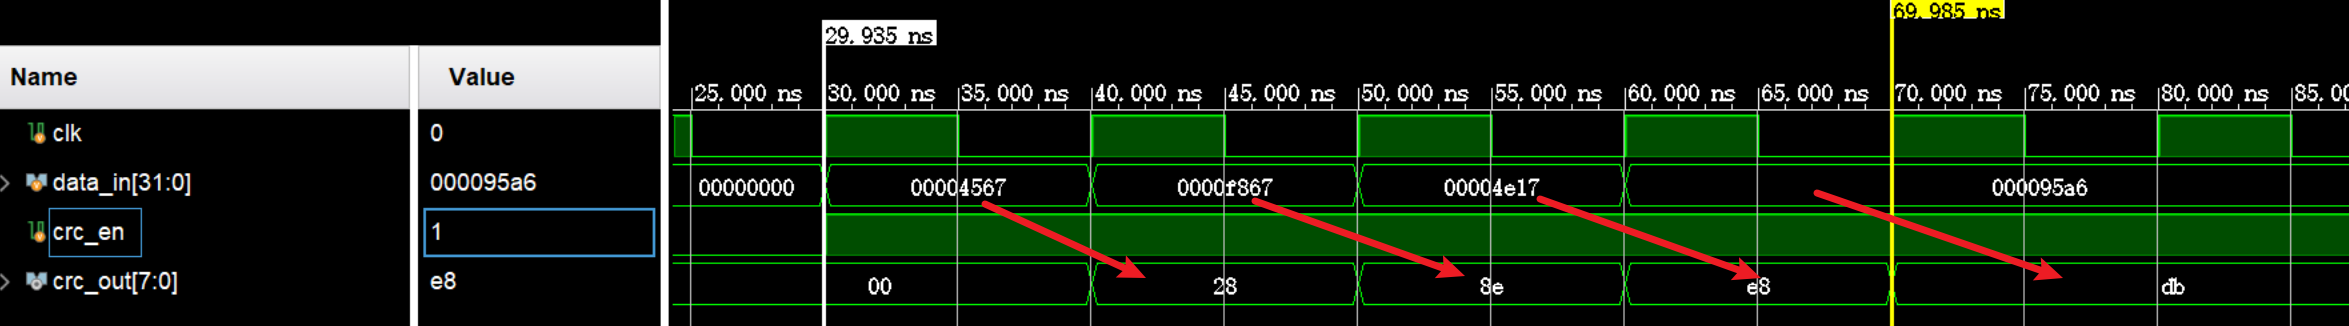 69.985 ns
29.935 ns
Name Value
25.000 ns 30.000 ns 35.000 ns 40.000 ns 45.000 ns 50.000 ns 55.000 ns 60.000 ns 65.000 ns 70.000 ns 75.000 ns 80.000 ns 85.00
clk 0
data_in[31:0] 000095a6 00000000 00004567 0000f867 00004e17 000095a6
crc_en 1
crc_out[7:0] e8 00 28 8e e8 db